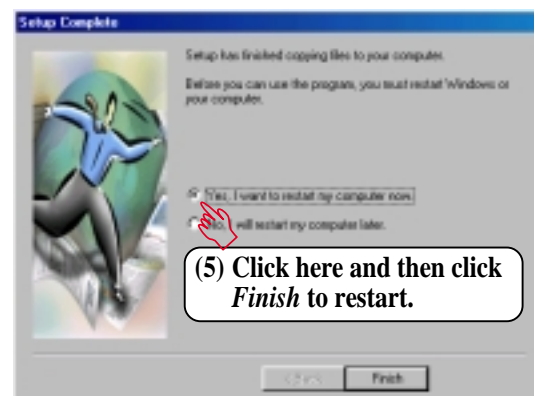 Setup Complete
Setup has finished copying files to your computer.
Before you can use the program, you must restart Windows or
your computer.
Yes, I want to restart my computer now.
No, I will restart my computer later.
(5) Click here and then click
Finish to restart.
< Back
Finish